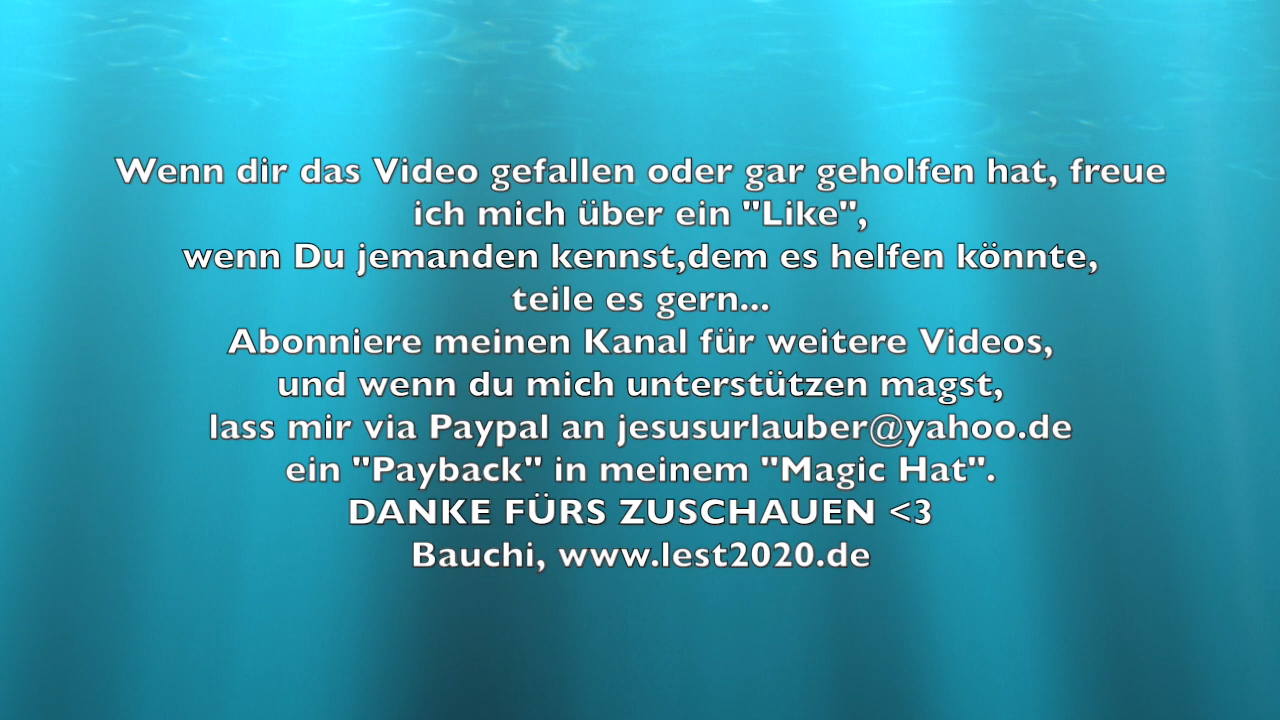 Wenn dir das Video gefallen oder gar geholfen hat, freue
ich mich über ein "Like",
wenn Du jemanden kennst,dem es helfen könnte,
teile es gern...
Abonniere meinen Kanal für weitere Videos,
und wenn du mich unterstützen magst,
lass mir via Paypal an jesusurlauber@yahoo.de
ein "Payback" in meinem "Magic Hat".
DANKE FÜRS ZUSCHAUEN <3
Bauchi, www.lest2020.de